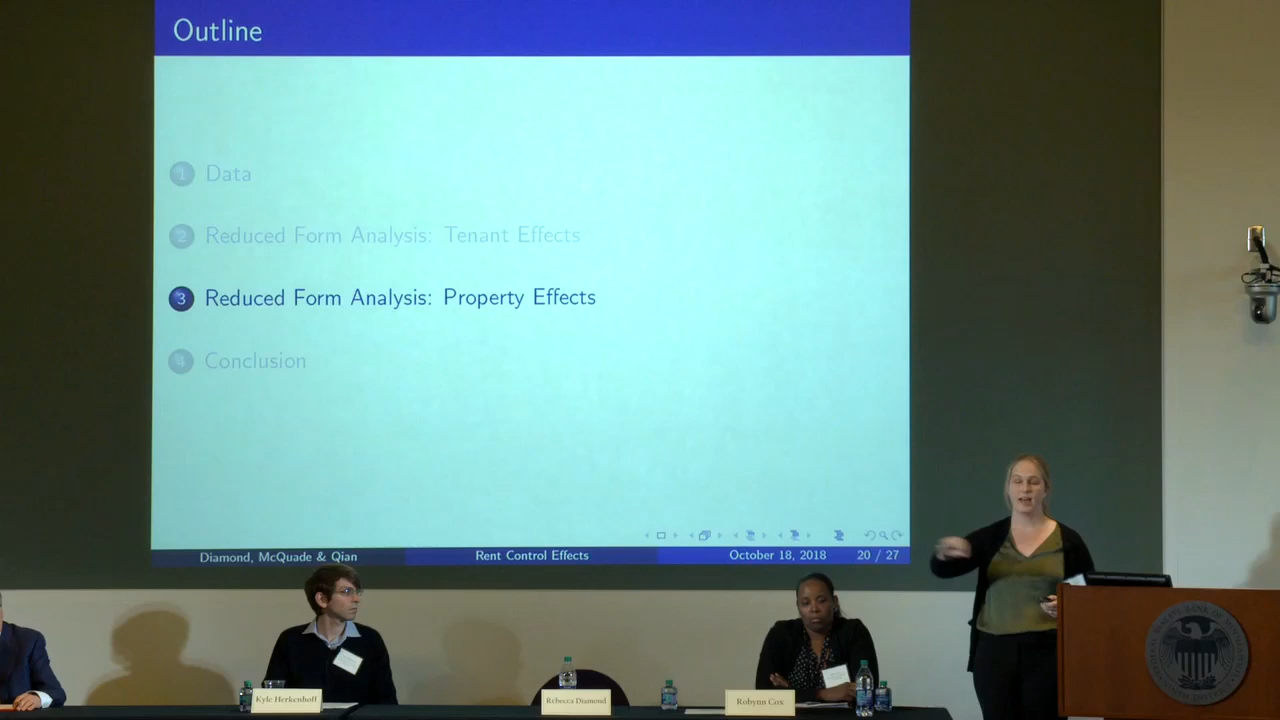 Outline
1 Data
2 Reduced Form Analysis: Tenant Effects
3 Reduced Form Analysis: Property Effects
4 Conclusion
Diamond, McQuade & Qian Rent Control Effects October 18, 2018 20 / 27
Kyle Herkenhoff
Rebecca Diamond
Robynn Cox